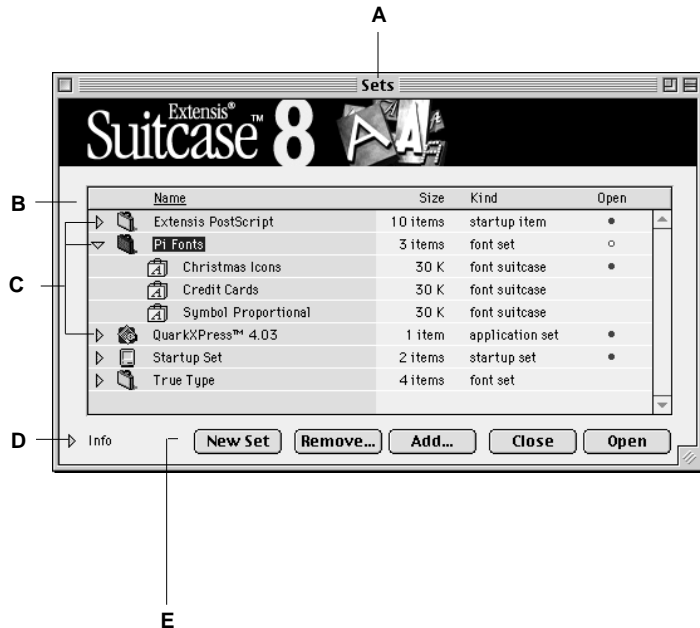 A
Sets
Extensis®
Suitcase™ 8
B
Name Size Kind Open
Extensis PostScript 10 items startup item
Pi Fonts 3 items font set
C
Christmas Icons 30 K font suitcase
Credit Cards 30 K font suitcase
Symbol Proportional 30 K font suitcase
QuarkXPress™ 4.03 1 item application set
Startup Set 2 items startup set
True Type 4 items font set
D
Info New Set Remove... Add... Close Open
E